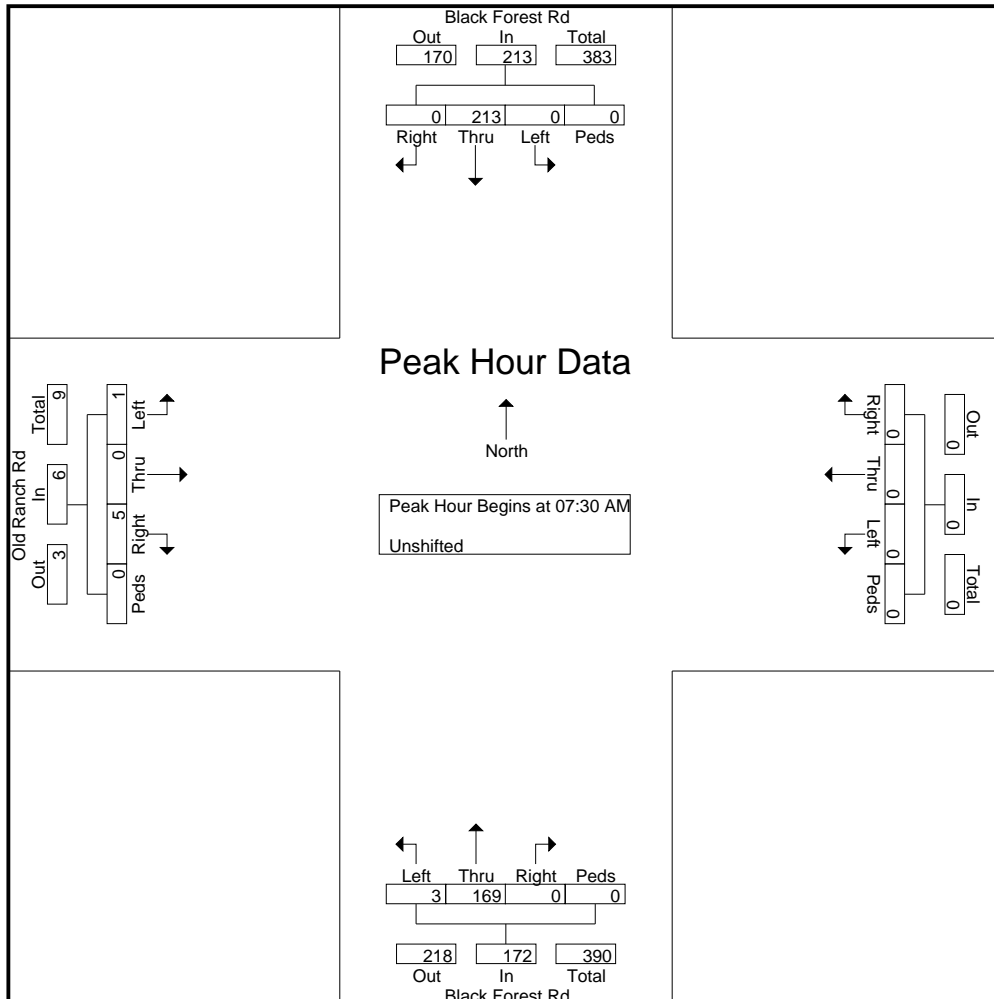 Black Forest Rd
Out In Total
170 213 383
0 213 0 0
Right Thru Left Peds
Peak Hour Data
North
Peak Hour Begins at 07:30 AM
Unshifted
Old Ranch Rd
Total In Out
9 6 3
1 0 5 0
Left Thru Right Peds
Right Thru Left Peds
0 0 0 0
Out In Total
0 0 0
Left Thru Right Peds
3 169 0 0
218 172 390
Out In Total
Black Forest Rd